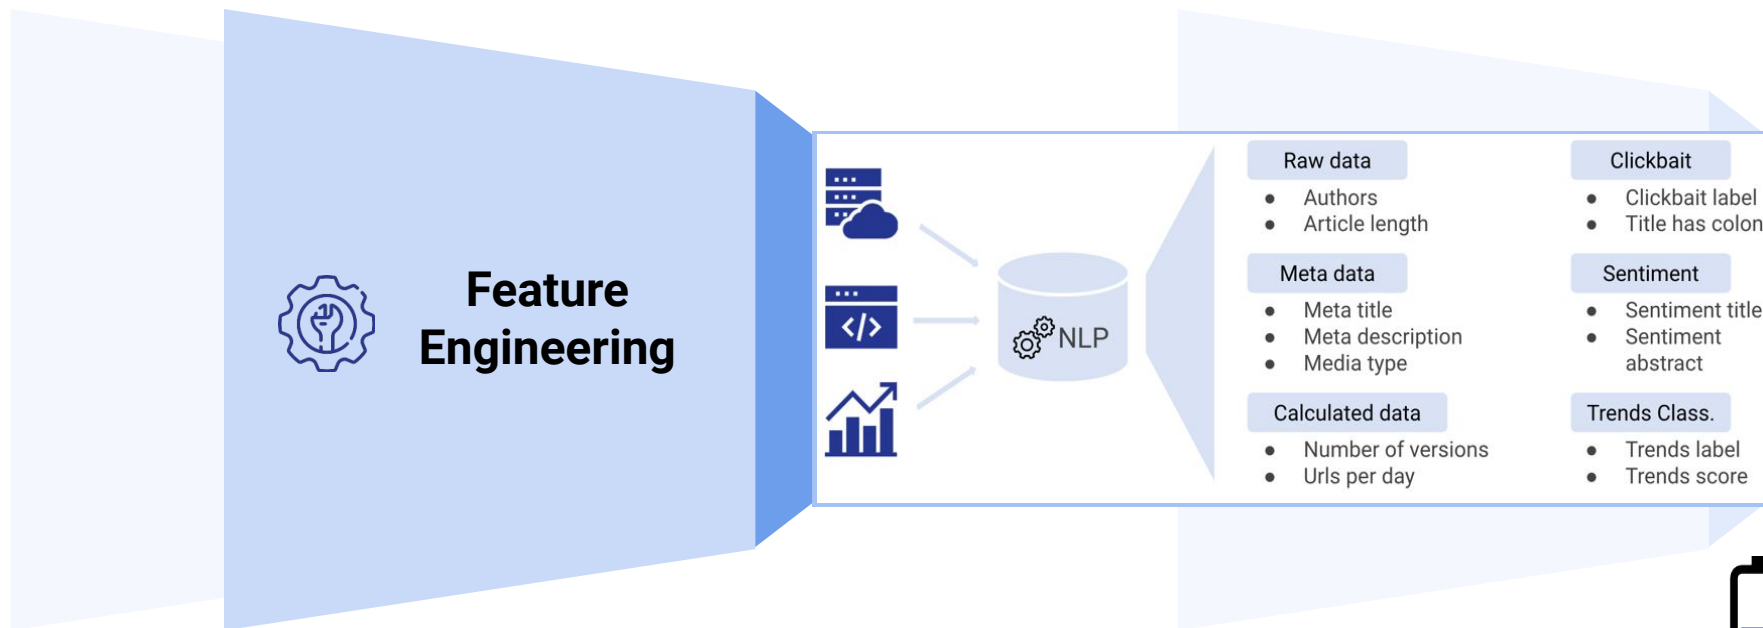 Feature
Engineering
</>
NLP
Raw data
● Authors
● Article length
Meta data
● Meta title
● Meta description
● Media type
Calculated data
● Number of versions
● Urls per day
Clickbait
● Clickbait label
● Title has colon
Sentiment
● Sentiment title
● Sentiment
abstract
Trends Class.
● Trends label
● Trends score